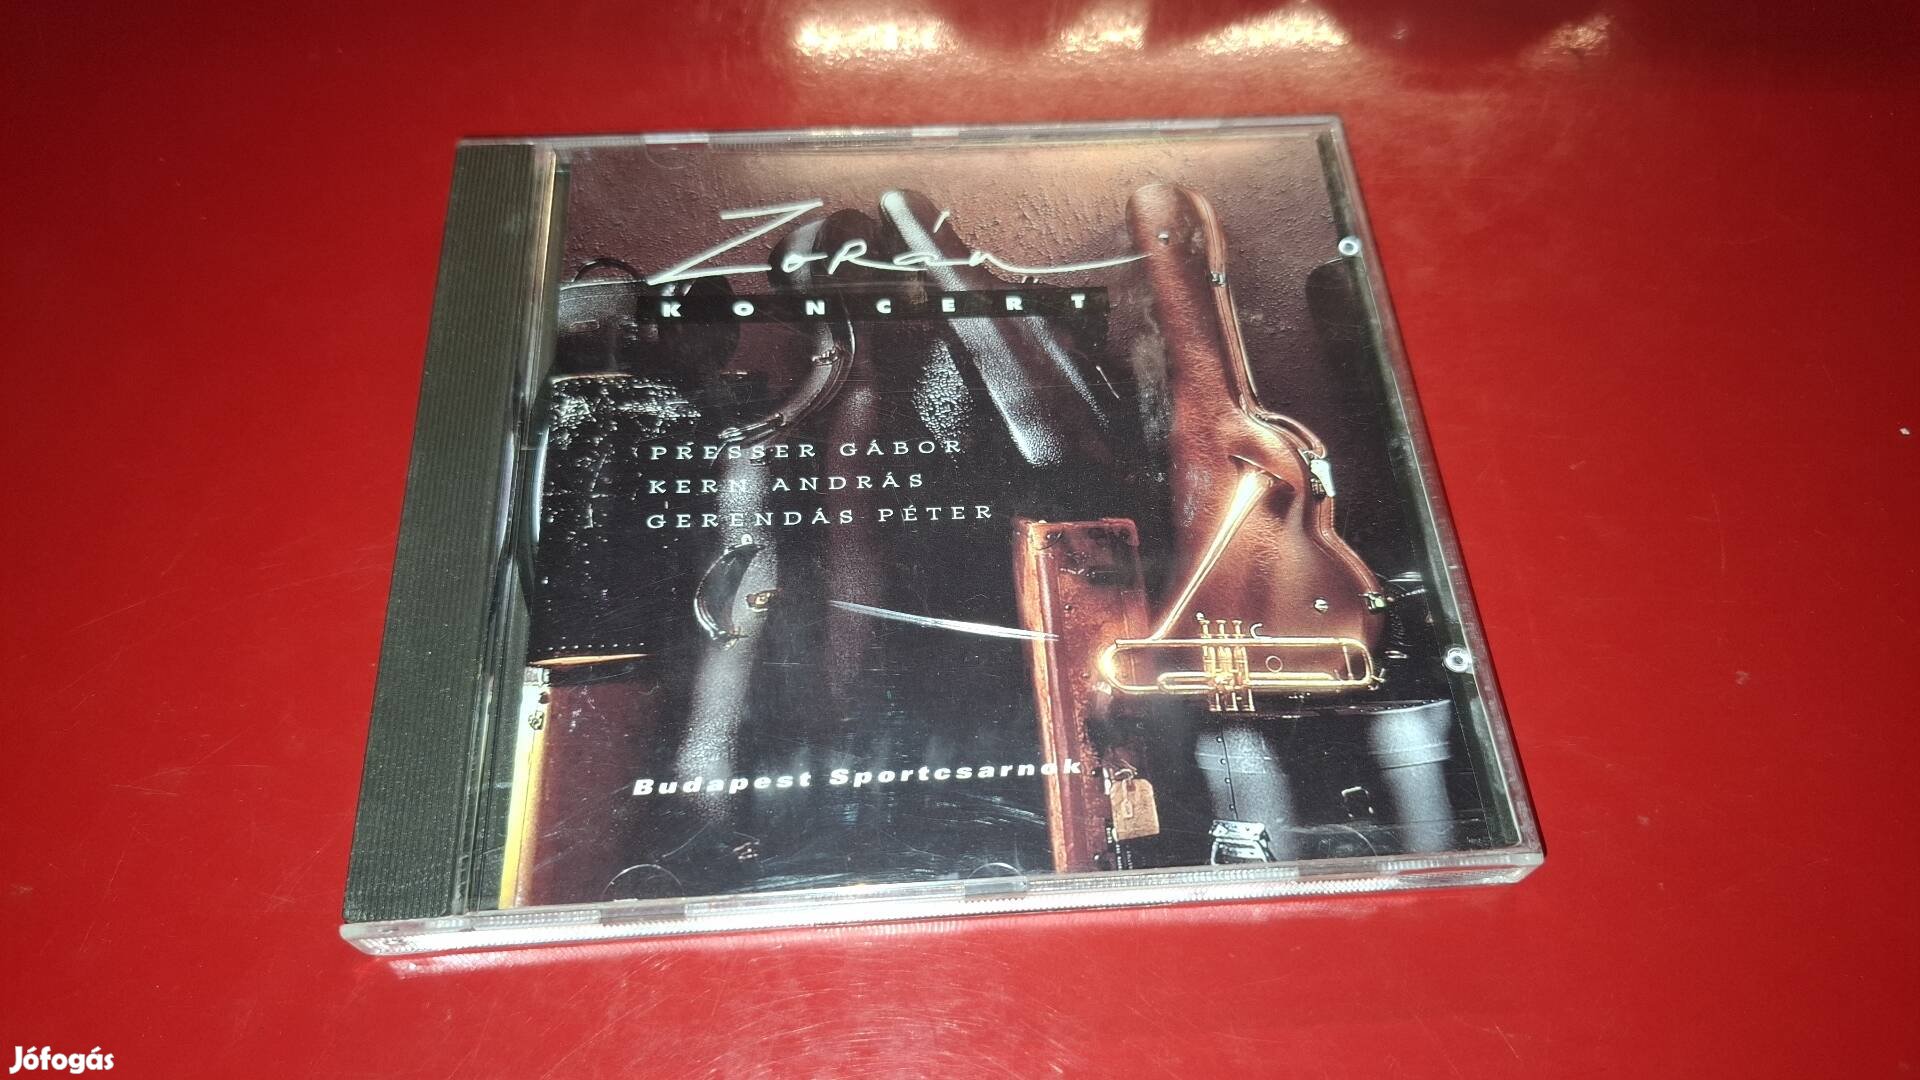 Zorán
KONCERT
PRESSER GÁBOR
KERN ANDRÁS
GERENDÁS PÉTER
Budapest Sportcsarnok
Jófogás